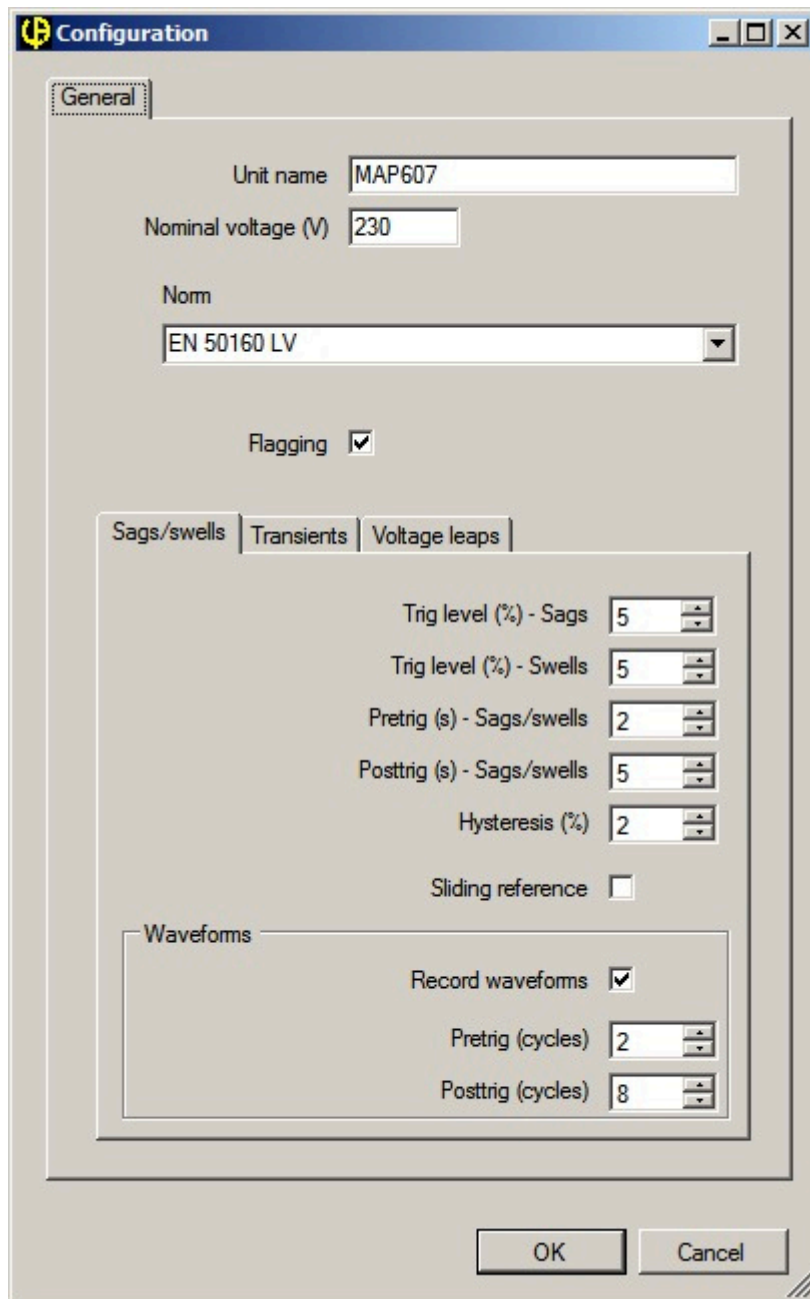 Configuration
General
Unit name MAP607
Nominal voltage (V) 230
Norm
EN 50160 LV
Flagging
Sags/swells Transients Voltage leaps
Trig level (%) - Sags 5
Trig level (%) - Swells 5
Pretrig (s) - Sags/swells 2
Posttrig (s) - Sags/swells 5
Hysteresis (%) 2
Sliding reference
Waveforms
Record waveforms
Pretrig (cycles) 2
Posttrig (cycles) 8
OK Cancel